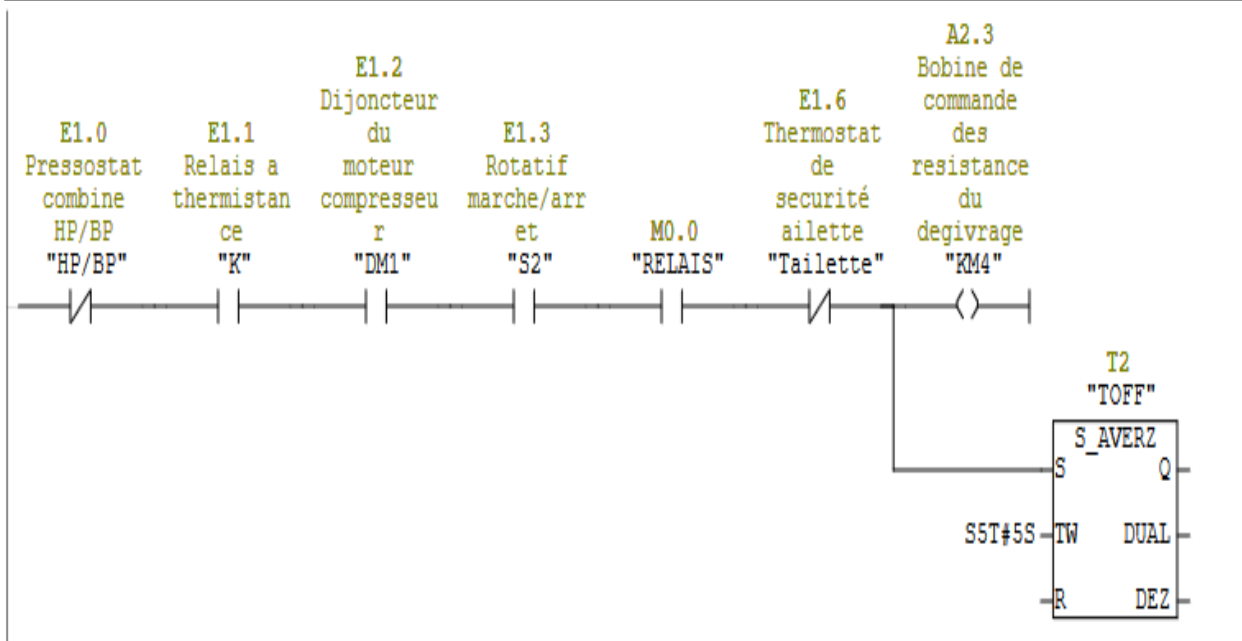 E1.0
Pressostat
combine
HP/BP
"HP/BP"
E1.1
Relais a
thermistan
ce
"K"
E1.2
Dijoncteur
du
moteur
compresseu
r
"DM1"
E1.3
Rotatif
marche/arr
et
"S2"
M0.0
"RELAIS"
E1.6
Thermostat
de
securité
ailette
"Tailette"
A2.3
Bobine de
commande
des
resistance
du
degivrage
"KM4"
T2
"TOFF"
S_AVERZ
S Q
S5T#5S TW DUAL
R DEZ